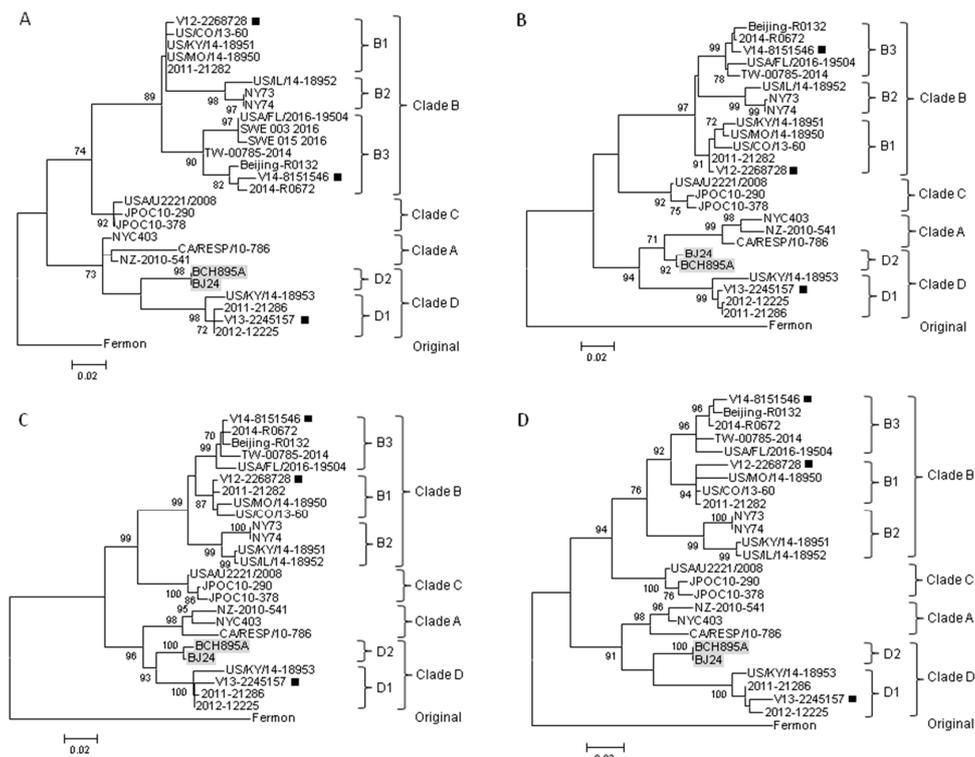 A
V12-2268728
US/CO/13-60
US/KY/14-18951
US/MO/14-18950
2011-21282
B1
US/IL/14-18952
NY73
NY74
B2
USA/FL/2016-19504
SWE 003 2016
SWE 015 2016
TW-00785-2014
Beijing-R0132
V14-8151546
2014-R0672
B3
Clade B
USA/U2221/2008
JPOC10-290
JPOC10-378
Clade C
NYC403
CA/RESP/10-786
NZ-2010-541
Clade A
BCH895A
BJ24
D2
US/KY/14-18953
2011-21286
V13-2245157
2012-12225
D1
Clade D
Fermon
Original
89
98
97
97
90
82
74
92
73
98
98
72
0.02
B
Beijing-R0132
2014-R0672
V14-8151546
USA/FL/2016-19504
TW-00785-2014
B3
US/IL/14-18952
NY73
NY74
B2
US/KY/14-18951
US/MO/14-18950
US/CO/13-60
2011-21282
V12-2268728
B1
Clade B
USA/U2221/2008
JPOC10-290
JPOC10-378
Clade C
NYC403
NZ-2010-541
CA/RESP/10-786
Clade A
BJ24
BCH895A
D2
US/KY/14-18953
V13-2245157
2012-12225
2011-21286
D1
Clade D
Fermon
Original
99
78
97
99
99
72
91
92
75
98
99
71
92
94
99
0.02
C
V14-8151546
2014-R0672
Beijing-R0132
TW-00785-2014
USA/FL/2016-19504
B3
V12-2268728
2011-21282
US/MO/14-18950
US/CO/13-60
B1
NY73
NY74
US/KY/14-18951
US/IL/14-18952
B2
Clade B
USA/U2221/2008
JPOC10-290
JPOC10-378
Clade C
NZ-2010-541
NYC403
CA/RESP/10-786
Clade A
BCH895A
BJ24
D2
US/KY/14-18953
V13-2245157
2011-21286
2012-12225
D1
Clade D
Fermon
Original
70
99
99
87
100
99
99
100
86
95
98
96
100
93
100
0.02
D
V14-8151546
Beijing-R0132
2014-R0672
TW-00785-2014
USA/FL/2016-19504
B3
V12-2268728
US/MO/14-18950
US/CO/13-60
2011-21282
B1
NY73
NY74
US/KY/14-18951
US/IL/14-18952
B2
Clade B
USA/U2221/2008
JPOC10-290
JPOC10-378
Clade C
NZ-2010-541
NYC403
CA/RESP/10-786
Clade A
BCH895A
BJ24
D2
US/KY/14-18953
2011-21286
V13-2245157
2012-12225
D1
Clade D
Fermon
Original
96
96
92
94
76
100
99
99
94
100
76
96
98
91
100
100
0.02